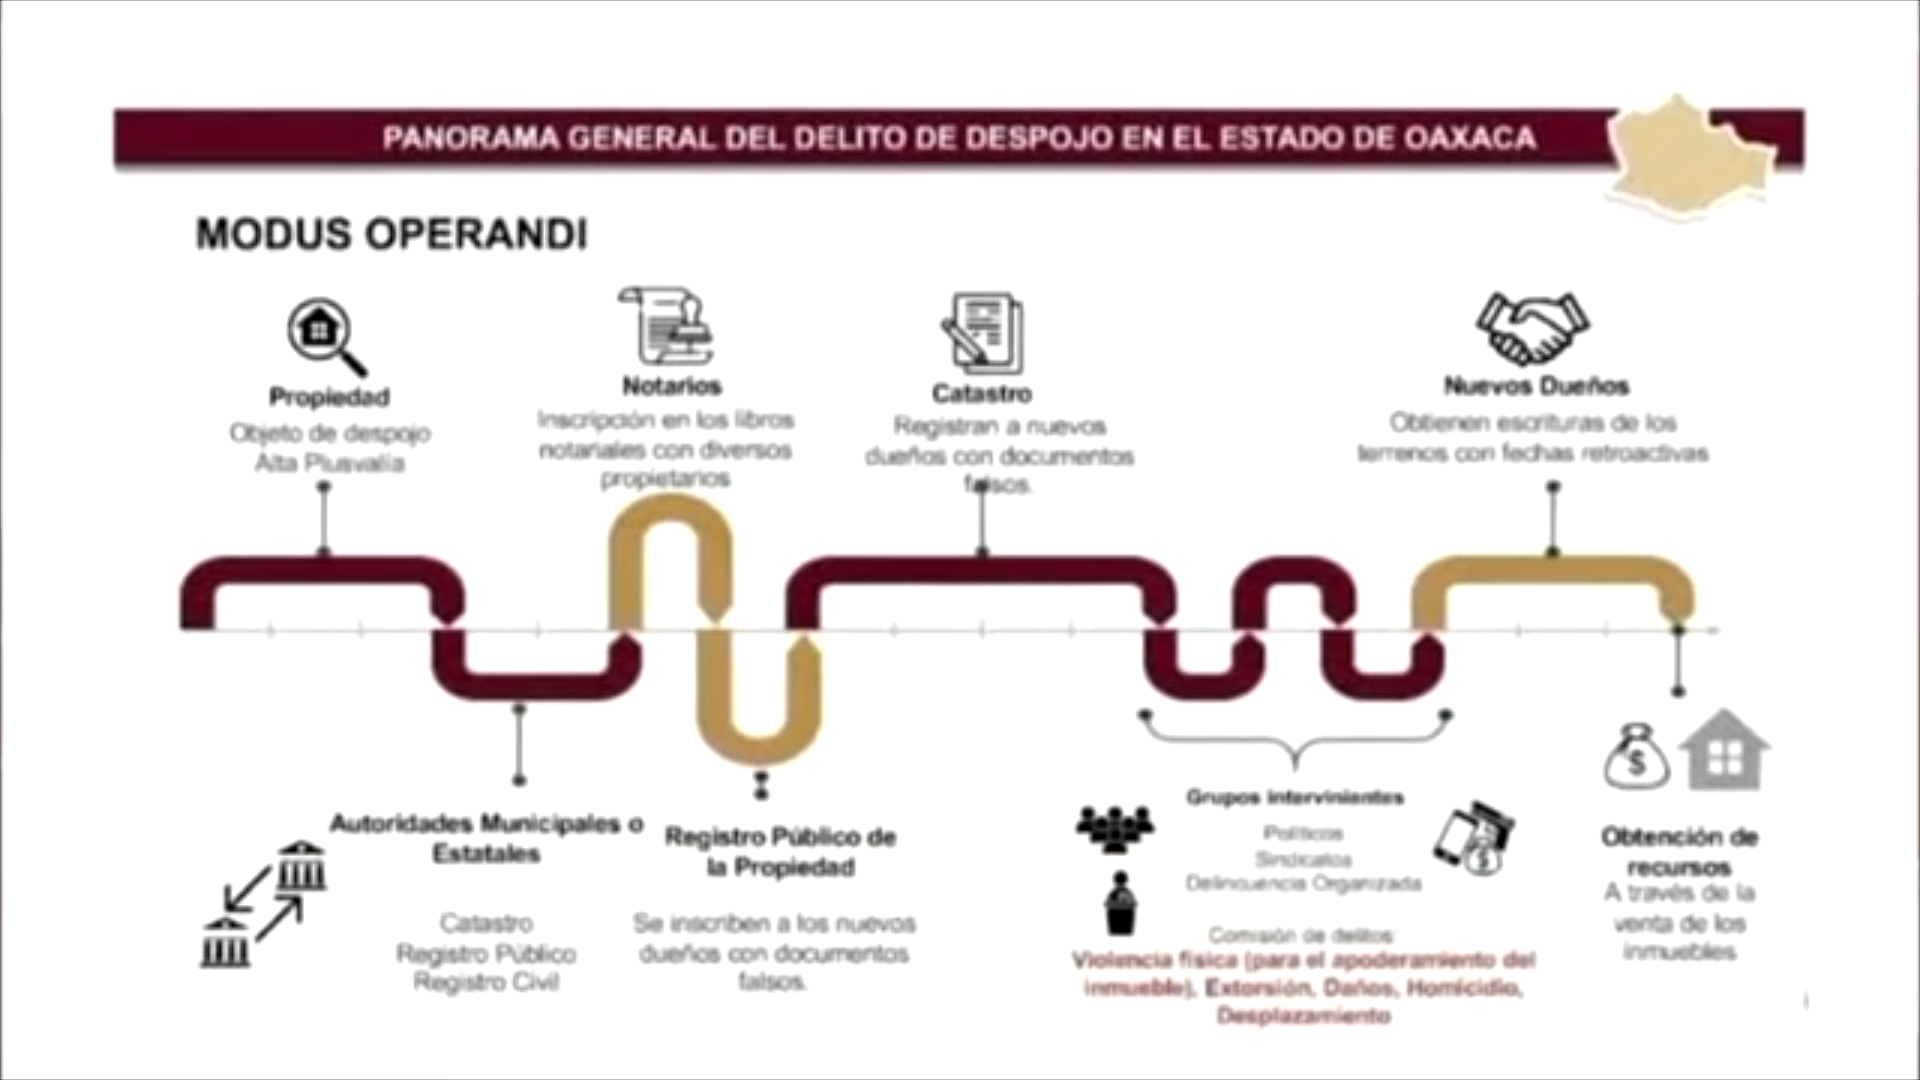 PANORAMA GENERAL DEL DELITO DE DESPOJO EN EL ESTADO DE OAXACA
MODUS OPERANDI
Propiedad
Objeto de despojo
Alta Plusvalía
Notarios
Inscripción en los libros
notariales con diversos
propietarios
Catastro
Registran a nuevos
dueños con documentos
falsos.
Nuevos Dueños
Obtienen escrituras de los
terrenos con fechas retroactivas
Autoridades Municipales o
Estatales
Catastro
Registro Público
Registro Civil
Registro Público de
la Propiedad
Se inscriben a los nuevos
dueños con documentos
falsos.
Grupos intervinientes
Políticos
Sindicatos
Delincuencia Organizada
Comisión de delitos:
Violencia física (para el apoderamiento del
inmueble), Extorsión, Daños, Homicidio,
Desplazamiento
$
$
Obtención de
recursos
A través de la
venta de los
inmuebles